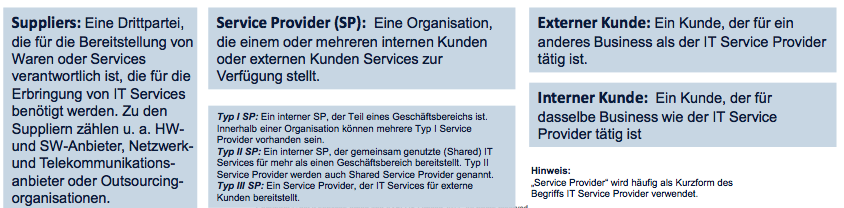 Suppliers: Eine Drittpartei,
die für die Bereitstellung von
Waren oder Services
verantwortlich ist, die für die
Erbringung von IT Services
benötigt werden. Zu den
Suppliern zählen u. a. HW-
und SW-Anbieter, Netzwerk-
und Telekommunikations-
anbieter oder Outsourcing-
organisationen.
Service Provider (SP): Eine Organisation,
die einem oder mehreren internen Kunden
oder externen Kunden Services zur
Verfügung stellt.
Typ I SP: Ein interner SP, der Teil eines Geschäftsbereichs ist.
Innerhalb einer Organisation können mehrere Typ I Service
Provider vorhanden sein.
Typ II SP: Ein interner SP, der gemeinsam genutzte (Shared) IT
Services für mehr als einen Geschäftsbereich bereitstellt. Typ II
Service Provider werden auch Shared Service Provider genannt.
Typ III SP: Ein Service Provider, der IT Services für externe
Kunden bereitstellt.
Externer Kunde: Ein Kunde, der für ein
anderes Business als der IT Service Provider
tätig ist.
Interner Kunde: Ein Kunde, der für
dasselbe Business wie der IT Service
Provider tätig ist
Hinweis:
„Service Provider“ wird häufig als Kurzform des
Begriffs IT Service Provider verwendet.